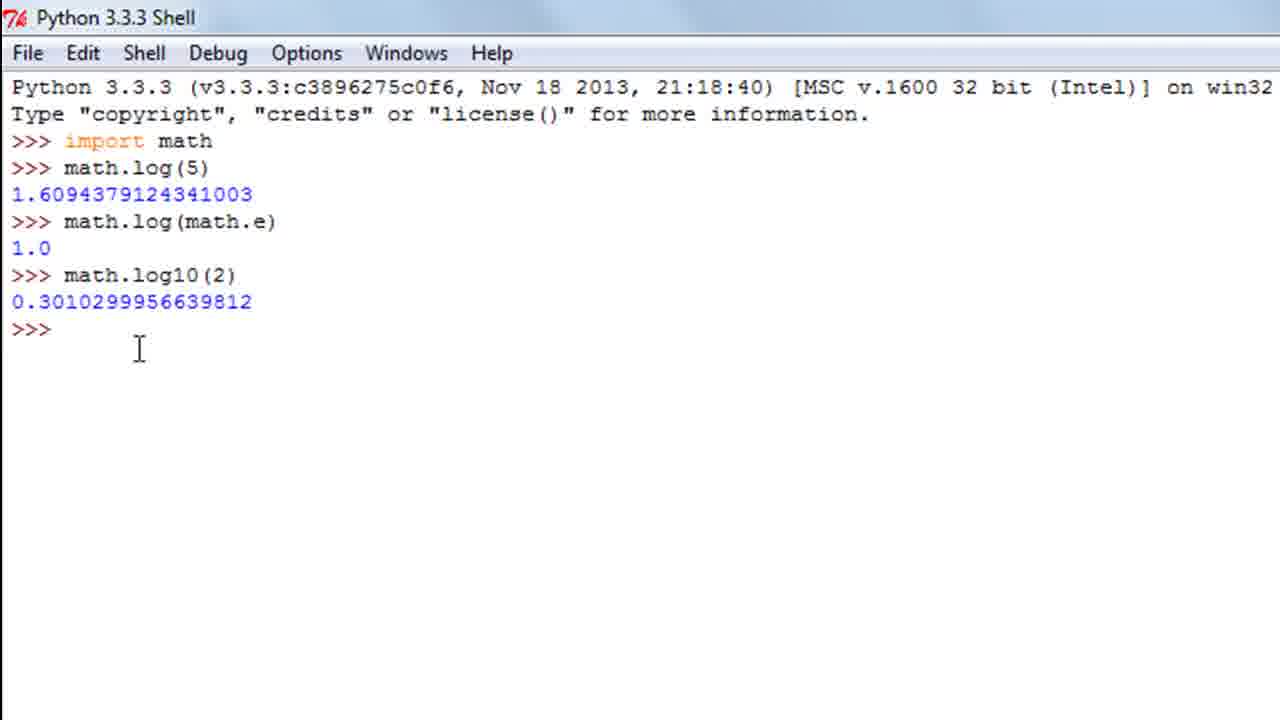 Python 3.3.3 Shell
File Edit Shell Debug Options Windows Help
Python 3.3.3 (v3.3.3:c3896275c0f6, Nov 18 2013, 21:18:40) [MSC v.1600 32 bit (Intel)] on win32
Type "copyright", "credits" or "license()" for more information.
>>> import math
>>> math.log(5)
1.6094379124341003
>>> math.log(math.e)
1.0
>>> math.log10(2)
0.3010299956639812
>>>